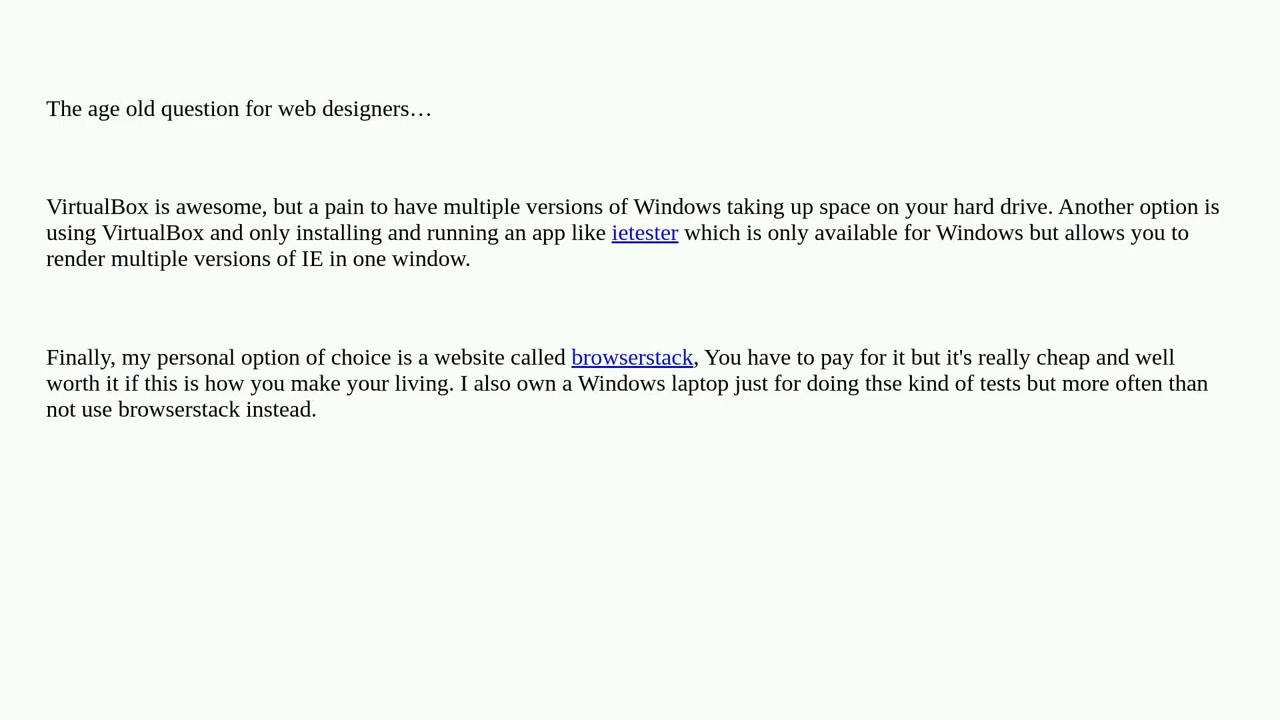 The age old question for web designers…
VirtualBox is awesome, but a pain to have multiple versions of Windows taking up space on your hard drive. Another option is
using VirtualBox and only installing and running an app like ietester which is only available for Windows but allows you to
render multiple versions of IE in one window.
Finally, my personal option of choice is a website called browserstack, You have to pay for it but it's really cheap and well
worth it if this is how you make your living. I also own a Windows laptop just for doing thse kind of tests but more often than
not use browserstack instead.